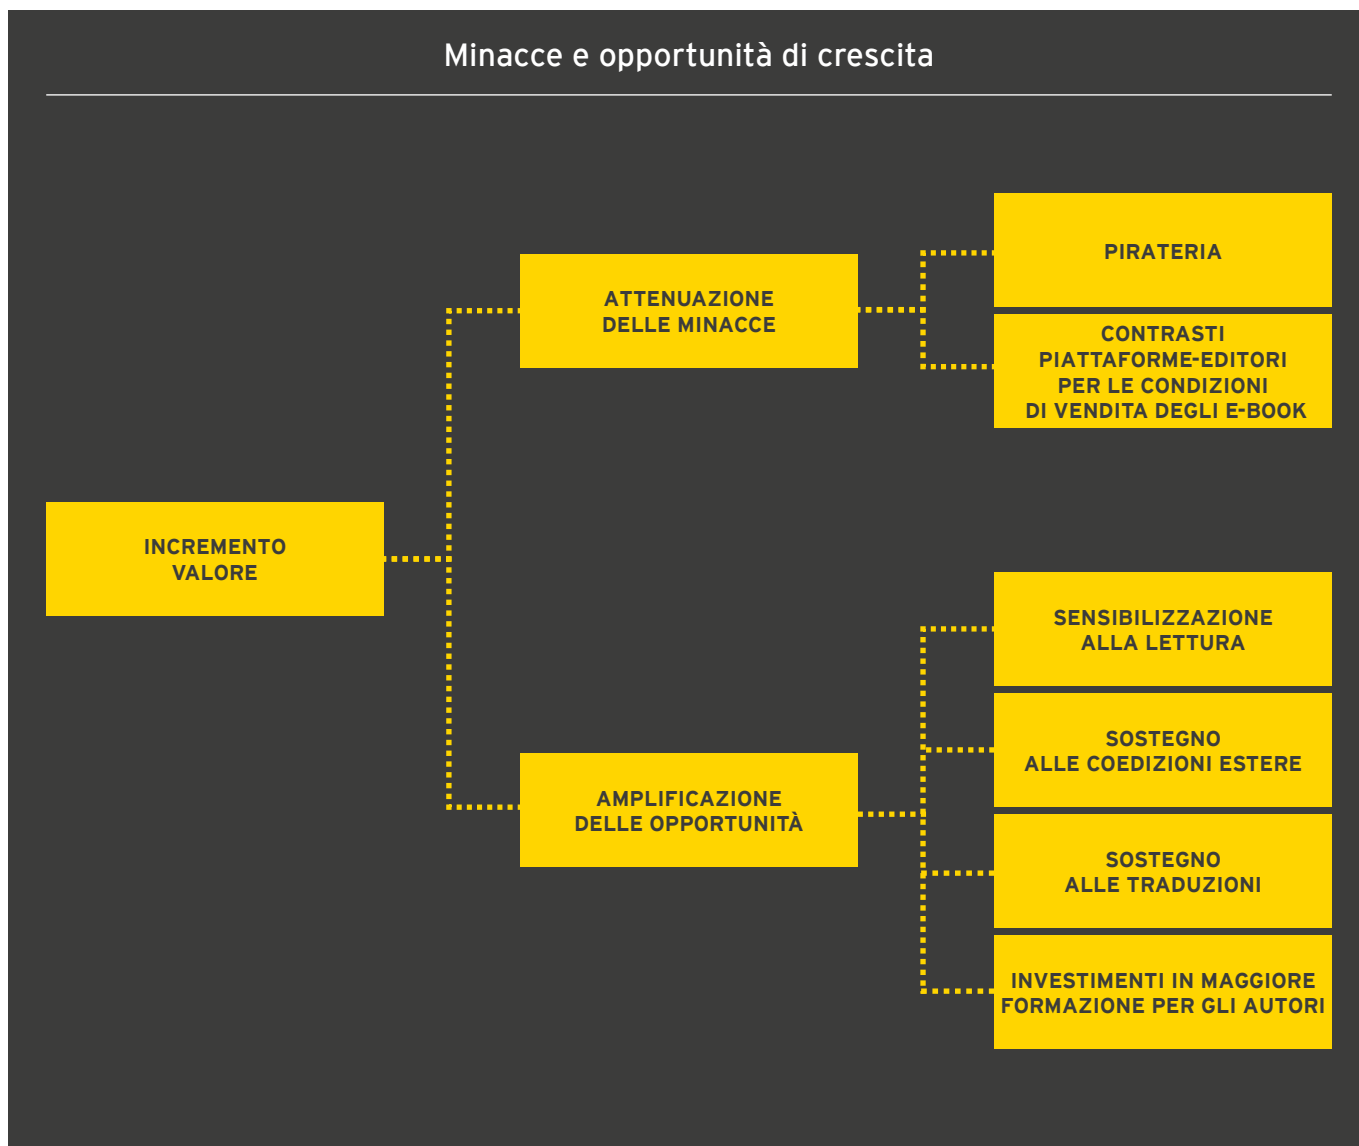 Minacce e opportunità di crescita
INCREMENTO
VALORE
ATTENUAZIONE
DELLE MINACCE
PIRATERIA
CONTRASTI
PIATTAFORME-EDITORI
PER LE CONDIZIONI
DI VENDITA DEGLI E-BOOK
AMPLIFICAZIONE
DELLE OPPORTUNITÀ
SENSIBILIZZAZIONE
ALLA LETTURA
SOSTEGNO
ALLE COEDIZIONI ESTERE
SOSTEGNO
ALLE TRADUZIONI
INVESTIMENTI IN MAGGIORE
FORMAZIONE PER GLI AUTORI